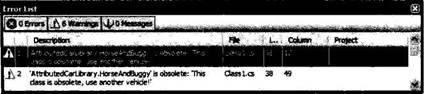 Error List
0 Errors 6 Warnings 0 Messages
Description File L... Column Project
2 'AttributedCarLibrary.HorseAndBuggy' is obsolete: 'This Class1.cs 38 49
class is obsolete, use another vehicle!'